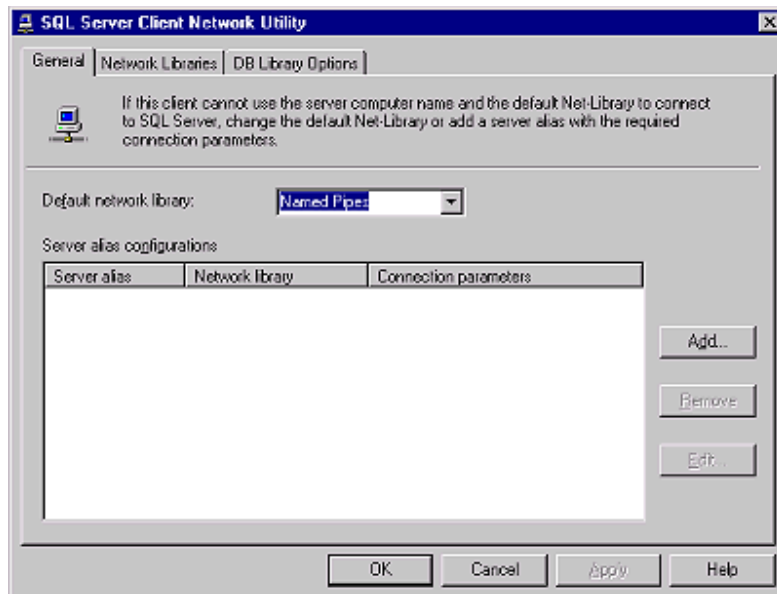 SQL Server Client Network Utility
General Network Libraries DB Library Options
If this client cannot use the server computer name and the default Net-Library to connect
to SQL Server, change the default Net-Library or add a server alias with the required
connection parameters.
Default network library: Named Pipes
Server alias configurations
Server alias Network library Connection parameters
Add...
Remove
Edit...
OK Cancel Apply Help